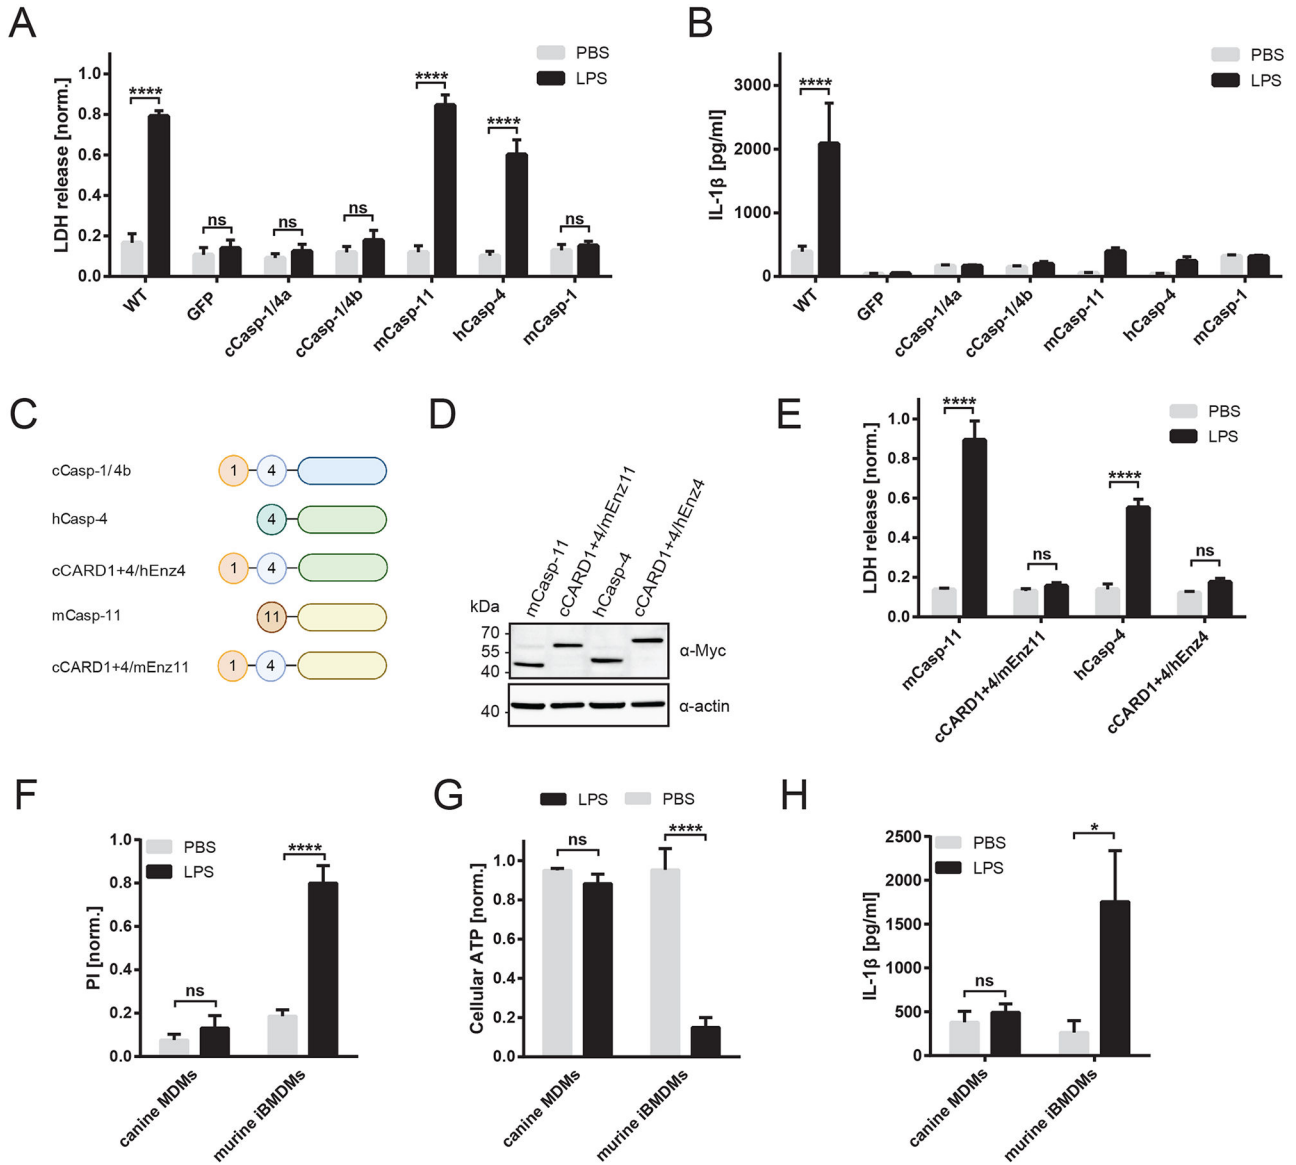 A
PBS
LPS
LDH release [norm.]
1.0
0.8
0.6
0.4
0.2
0.0
****
ns
ns
ns
****
****
ns
WT
GFP
cCasp-1/4a
cCasp-1/4b
mCasp-11
hCasp-4
mCasp-1
B
PBS
LPS
IL-1β [pg/ml]
3000
2000
1000
0
****
WT
GFP
cCasp-1/4a
cCasp-1/4b
mCasp-11
hCasp-4
mCasp-1
C
cCasp-1/4b
1
4
hCasp-4
4
cCARD1+4/hEnz4
1
4
mCasp-11
11
cCARD1+4/mEnz11
1
4
D
mCasp-11
cCARD1+4/mEnz11
hCasp-4
cCARD1+4/hEnz4
kDa
70
55
40
α-Myc
40
α-actin
E
PBS
LPS
LDH release [norm.]
1.0
0.8
0.6
0.4
0.2
0.0
****
ns
****
ns
mCasp-11
cCARD1+4/mEnz11
hCasp-4
cCARD1+4/hEnz4
F
PBS
LPS
PI [norm.]
1.0
0.8
0.6
0.4
0.2
0.0
ns
****
canine MDMs
murine iBMDMs
G
LPS
PBS
Cellular ATP [norm.]
1.0
0.8
0.6
0.4
0.2
0.0
ns
****
canine MDMs
murine iBMDMs
H
PBS
LPS
IL-1β [pg/ml]
2500
2000
1500
1000
500
0
ns
*
canine MDMs
murine iBMDMs